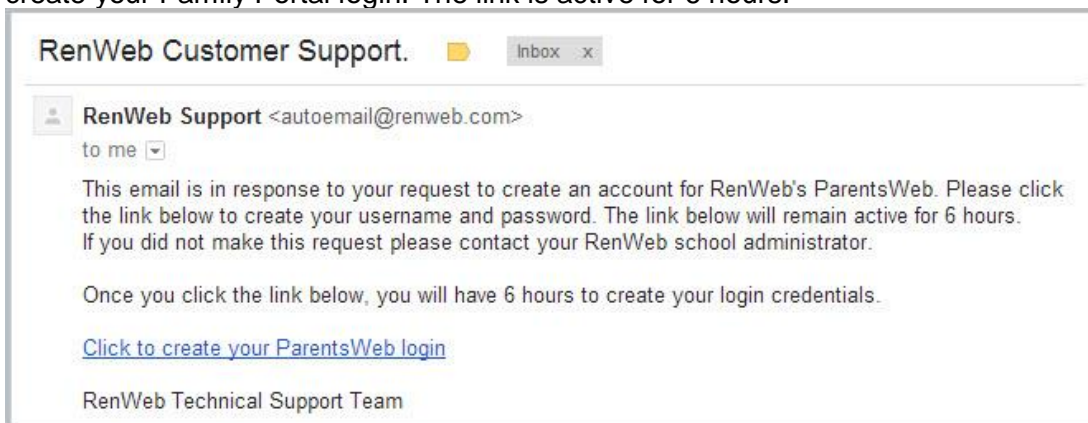 create your Family Portal login. The link is active for 6 hours.
RenWeb Customer Support.
Inbox x
RenWeb Support <autoemail@renweb.com>
to me
This email is in response to your request to create an account for RenWeb's ParentsWeb. Please click
the link below to create your username and password. The link below will remain active for 6 hours.
If you did not make this request please contact your RenWeb school administrator.
Once you click the link below, you will have 6 hours to create your login credentials.
Click to create your ParentsWeb login
RenWeb Technical Support Team